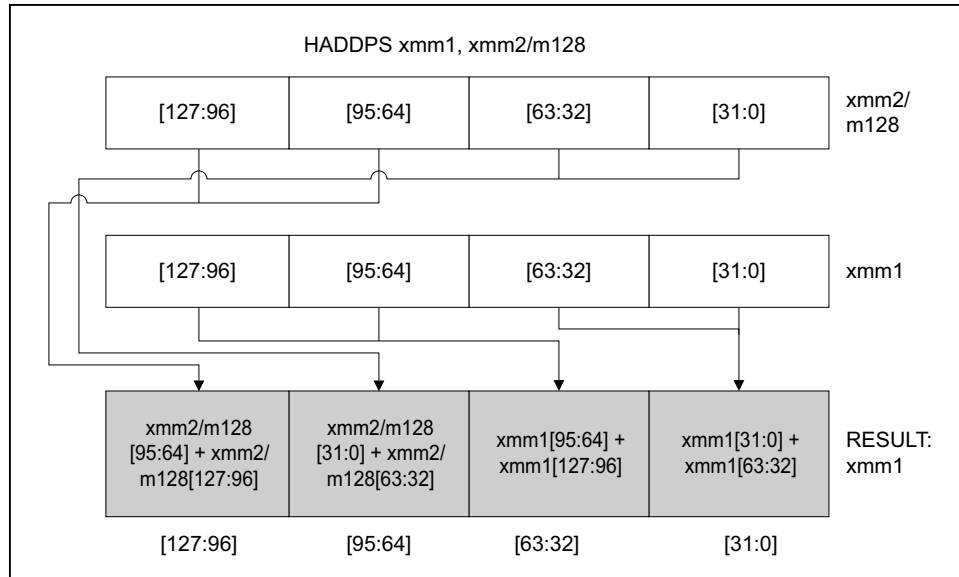 HADDPS xmm1, xmm2/m128
[127:96] [95:64] [63:32] [31:0] xmm2/
m128
[127:96] [95:64] [63:32] [31:0] xmm1
xmm2/m128
[95:64] + xmm2/
m128[127:96]
xmm2/m128
[31:0] + xmm2/
m128[63:32]
xmm1[95:64] +
xmm1[127:96]
xmm1[31:0] +
xmm1[63:32]
RESULT:
xmm1
[127:96] [95:64] [63:32] [31:0]